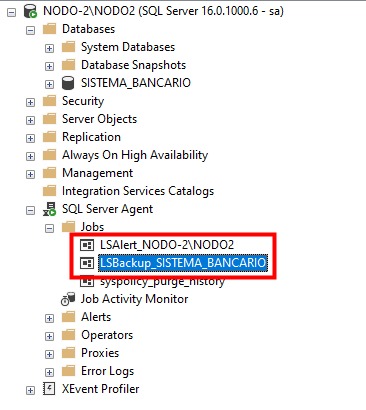 NODO-2\NODO2 (SQL Server 16.0.1000.6 - sa)
Databases
System Databases
Database Snapshots
SISTEMA_BANCARIO
Security
Server Objects
Replication
Always On High Availability
Management
Integration Services Catalogs
SQL Server Agent
Jobs
LSAlert_NODO-2\NODO2
LSBackup_SISTEMA_BANCARIO
syspolicy_purge_history
Job Activity Monitor
Alerts
Operators
Proxies
Error Logs
XEvent Profiler